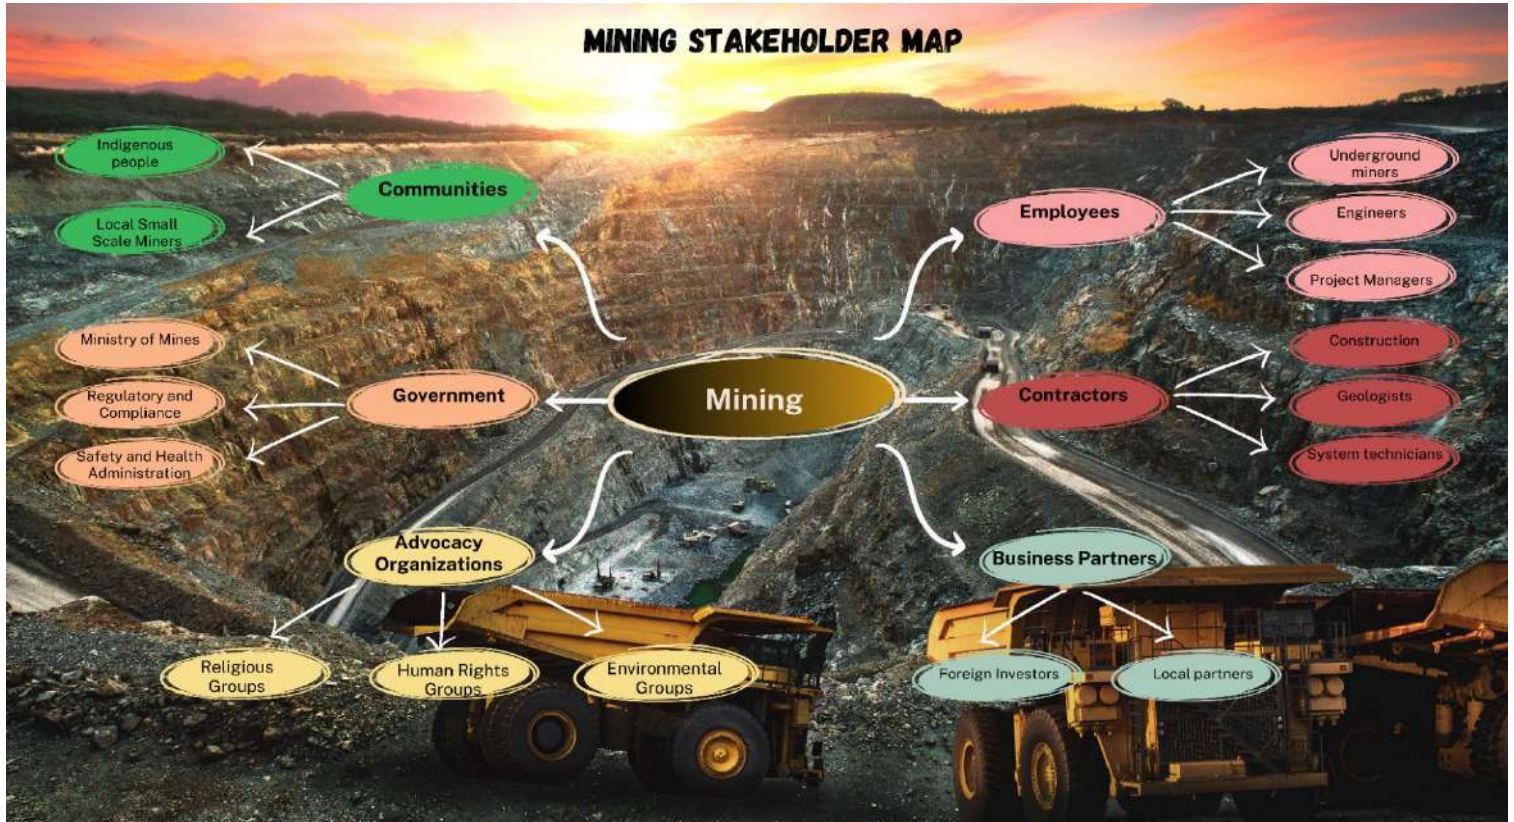 MINING STAKEHOLDER MAP
Indigenous
people
Communities
Local Small
Scale Miners
Employees
Underground
miners
Engineers
Project Managers
Ministry of Mines
Government
Regulatory and
Compliance
Safety and Health
Administration
Mining
Contractors
Construction
Geologists
System technicians
Advocacy
Organizations
Religious
Groups
Human Rights
Groups
Environmental
Groups
Business Partners
Foreign Investors
Local partners